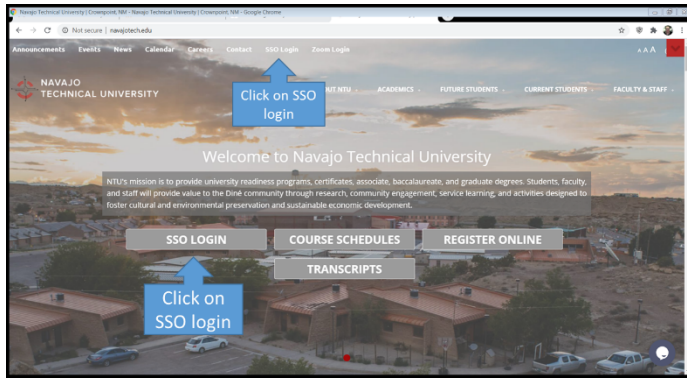 Navajo Technical University | Crownpoint, NM - Navajo Technical University | Crownpoint, NM - Google Chrome
Not secure | navajotech.edu
Announcements Events News Calendar Careers Contact SSO Login Zoom Login
A A A
NAVAJO
TECHNICAL UNIVERSITY
OUT NTU ACADEMICS FUTURE STUDENTS CURRENT STUDENTS FACULTY & STAFF
Click on SSO
login
Welcome to Navajo Technical University
NTU's mission is to provide university readiness programs, certificates, associate, baccalaureate, and graduate degrees. Students, faculty,
and staff will provide value to the Diné community through research, community engagement, service learning, and activities designed to
foster cultural and environmental preservation and sustainable economic development.
SSO LOGIN COURSE SCHEDULES REGISTER ONLINE
TRANSCRIPTS
Click on
SSO login